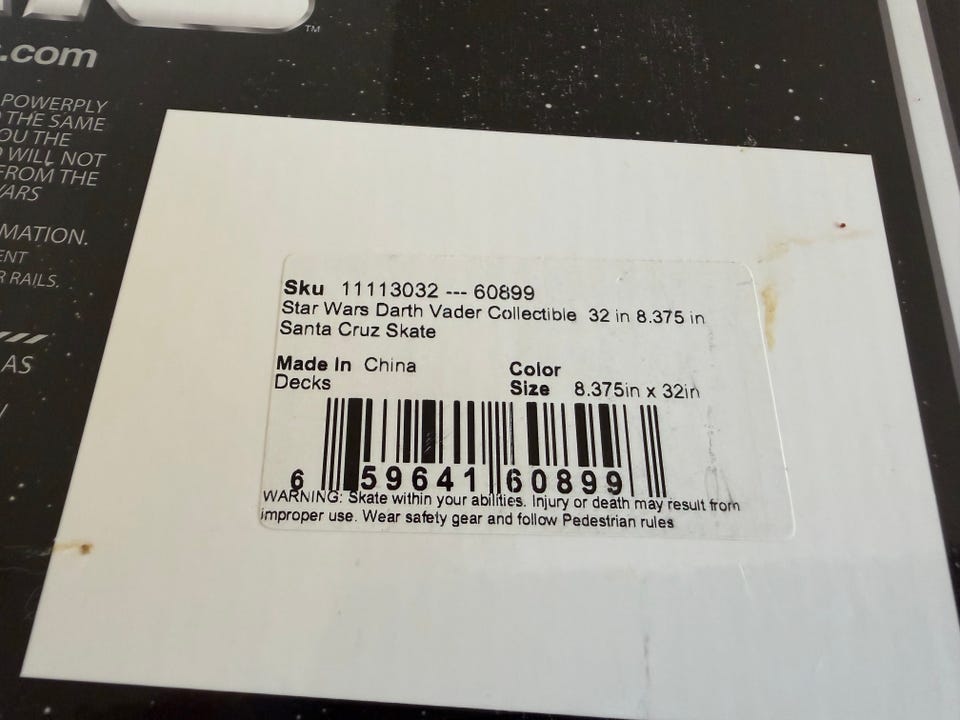 TM
.com
POWERPLY
THE SAME
OU THE
WILL NOT
FROM THE
WARS
MATION.
ENT
R RAILS.
AS
Sku 11113032 --- 60899
Star Wars Darth Vader Collectible 32 in 8.375 in
Santa Cruz Skate
Made In China
Decks
Color
Size 8.375in x 32in
6 59641 60899
WARNING: Skate within your abilities. Injury or death may result from
improper use. Wear safety gear and follow Pedestrian rules